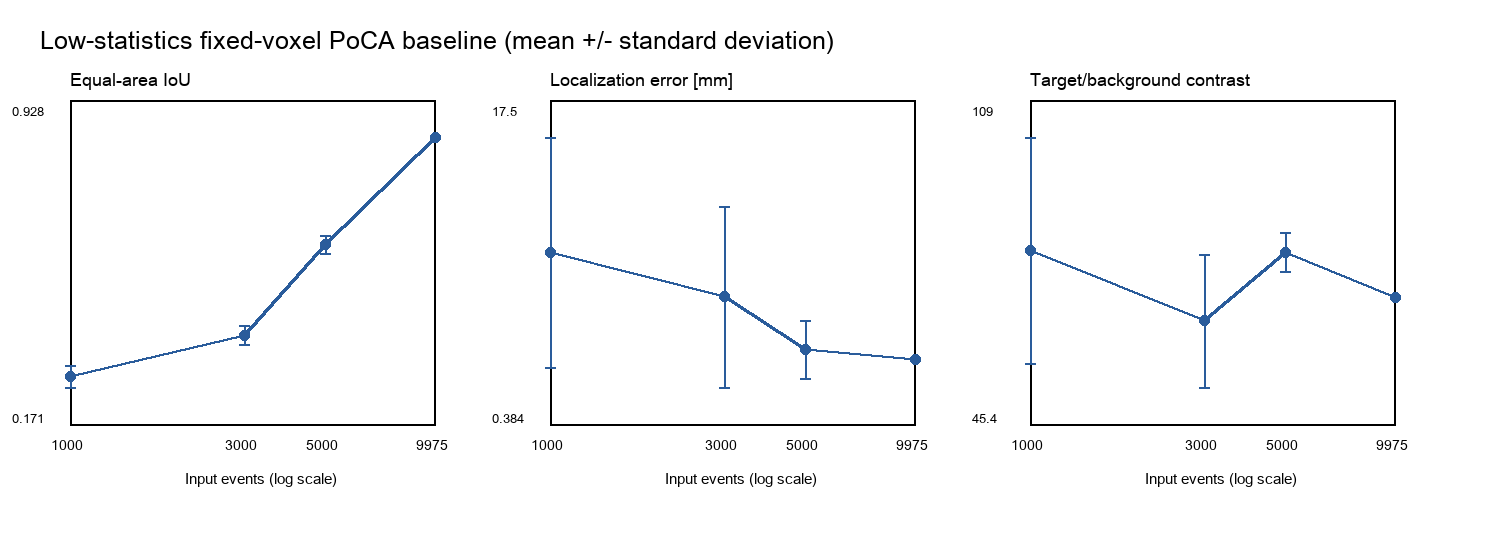 Low-statistics fixed-voxel PoCA baseline (mean +/- standard deviation)
Equal-area IoU
0.928
0.171
1000 3000 5000 9975
Input events (log scale)
Localization error [mm]
17.5
0.384
1000 3000 5000 9975
Input events (log scale)
Target/background contrast
109
45.4
1000 3000 5000 9975
Input events (log scale)